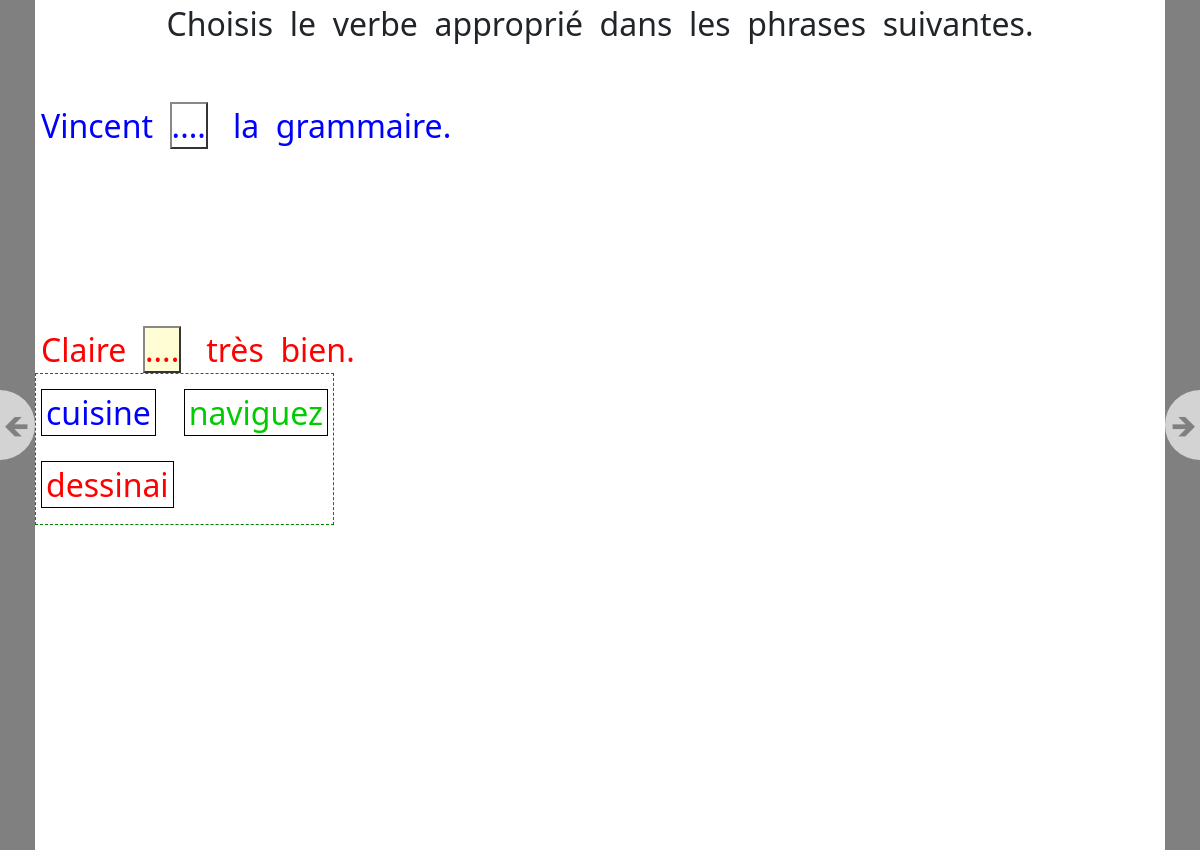 Choisis le verbe approprié dans les phrases suivantes.
Vincent .... la grammaire.
Claire .... très bien.
cuisine naviguez
dessinai